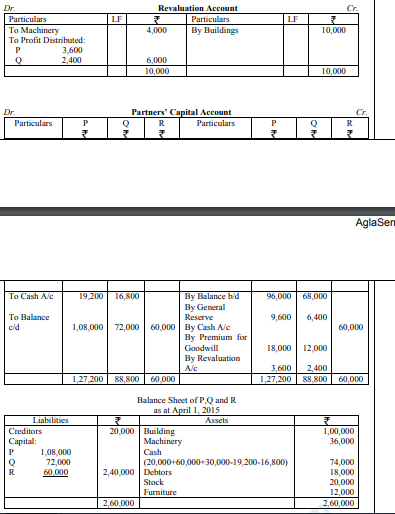 Dr. Revaluation Account Cr.
Particulars LF ₹ Particulars LF ₹
To Machinery 4,000 By Buildings 10,000
To Profit Distributed:
P 3,600
Q 2,400 6,000
10,000 10,000
Dr. Partners' Capital Account Cr.
Particulars P ₹ Q ₹ R ₹ Particulars P ₹ Q ₹ R ₹
AglaSem
To Cash A/c 19,200 16,800 By Balance b/d 96,000 68,000
By General
To Balance Reserve 9,600 6,400
c/d 1,08,000 72,000 60,000 By Cash A/c 60,000
By Premium for
Goodwill 18,000 12,000
By Revaluation
A/c 3,600 2,400
1,27,200 88,800 60,000 1,27,200 88,800 60,000
Balance Sheet of P,Q and R
as at April 1, 2015
Liabilities ₹ Assets ₹
Creditors 20,000 Building 1,00,000
Capital: Machinery 36,000
P 1,08,000 Cash
Q 72,000 (20,000+60,000+30,000-19,200-16,800) 74,000
R 60,000 2,40,000 Debtors 18,000
Stock 20,000
Furniture 12,000
2,60,000 2,60,000